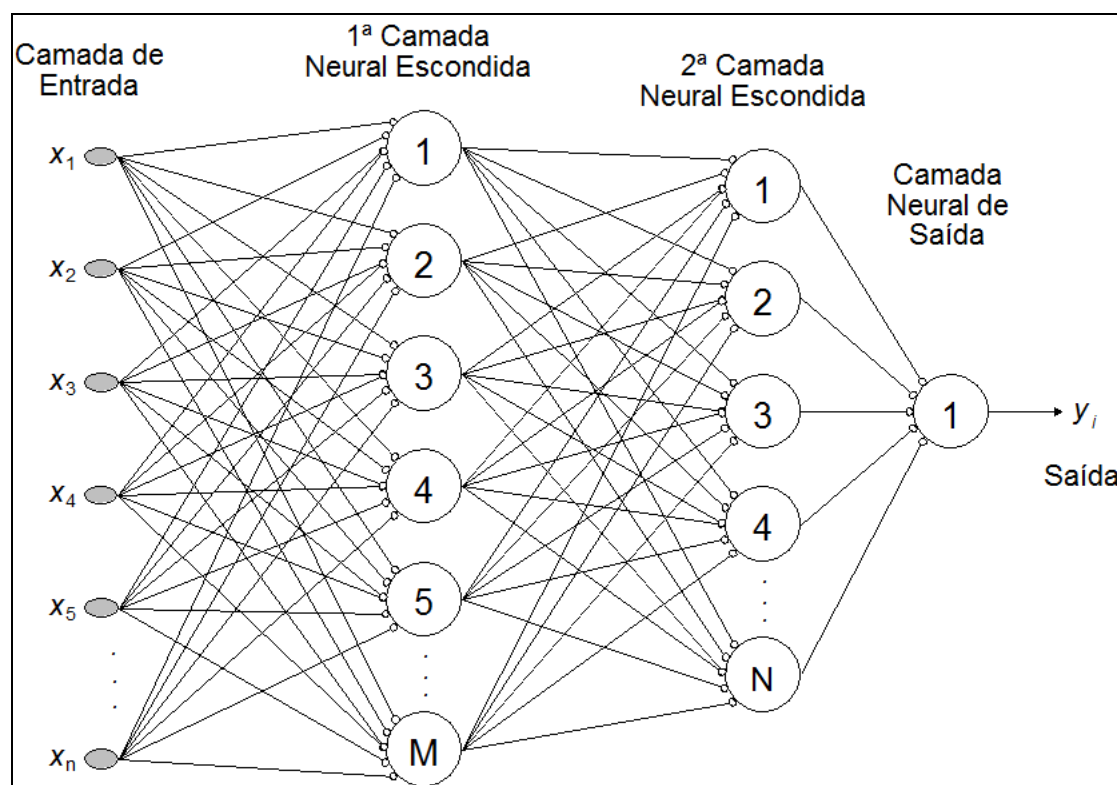 Camada de
Entrada
1ª Camada
Neural Escondida
2ª Camada
Neural Escondida
Camada
Neural de
Saída
x1
x2
x3
x4
x5
.
.
.
xn
1
2
3
4
5
.
.
.
M
1
2
3
4
.
.
.
N
1
yi
Saída